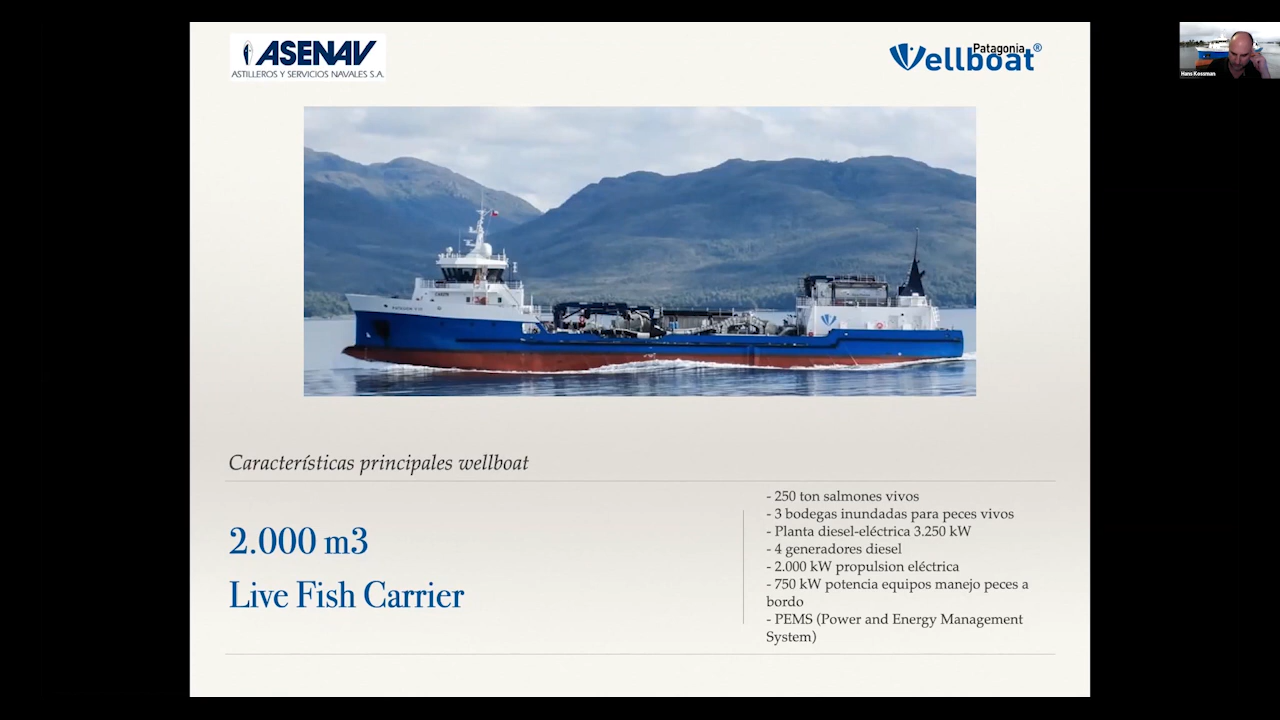 ASENAV
ASTILLEROS Y SERVICIOS NAVALES S.A.
Patagonia
Wellboat®
Hans Kossman
Características principales wellboat
2.000 m3
Live Fish Carrier
- 250 ton salmones vivos
- 3 bodegas inundadas para peces vivos
- Planta diesel-eléctrica 3.250 kW
- 4 generadores diesel
- 2.000 kW propulsion eléctrica
- 750 kW potencia equipos manejo peces a
bordo
- PEMS (Power and Energy Management
System)